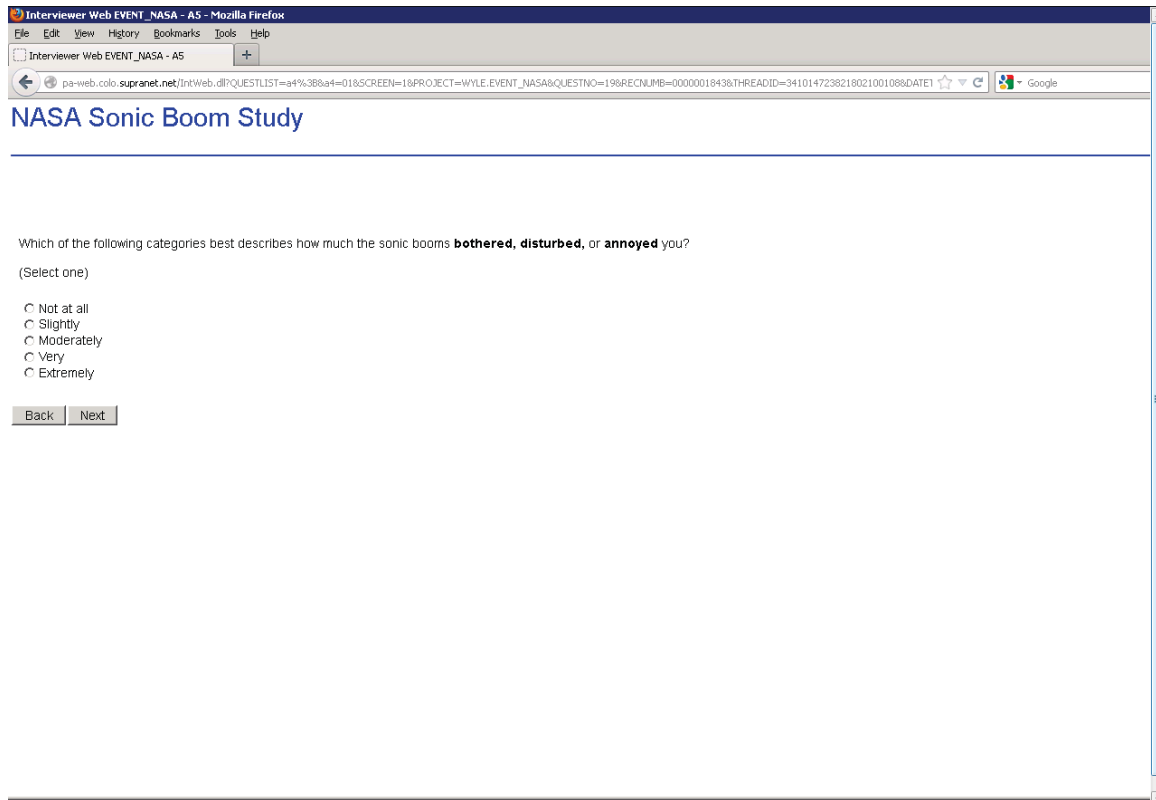 Interviewer Web EVENT_NASA - A5 - Mozilla Firefox
File Edit View History Bookmarks Tools Help
Interviewer Web EVENT_NASA - A5 +
pa-web.colo.supranet.net/IntWeb.dll?QUESTLIST=a4%3B&a4=01&SCREEN=1&PROJECT=WYLE.EVENT_NASA&QUESTNO=19&RECNUMB=0000001843&THREADID=3410147238218021001088&DATET Google
NASA Sonic Boom Study
Which of the following categories best describes how much the sonic booms bothered, disturbed, or annoyed you?
(Select one)
Not at all
Slightly
Moderately
Very
Extremely
Back Next